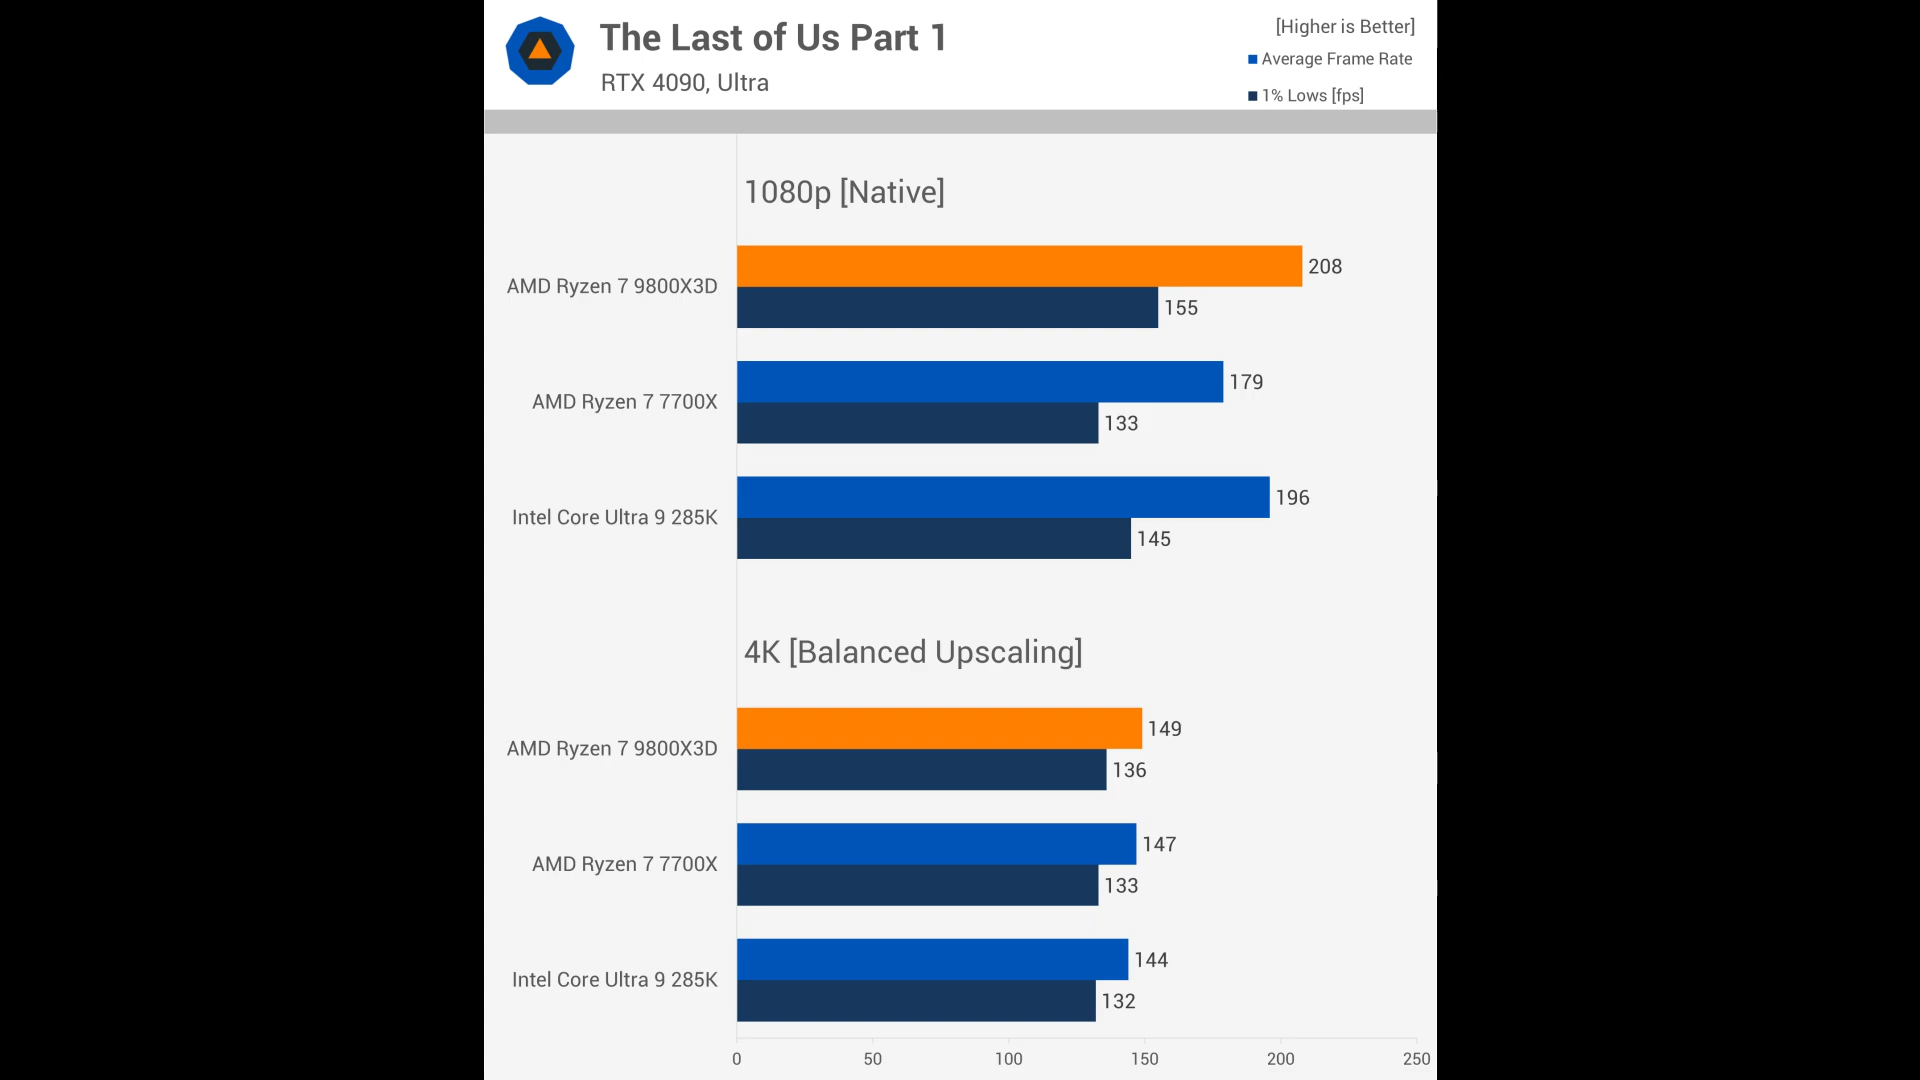 The Last of Us Part 1
RTX 4090, Ultra
[Higher is Better]
Average Frame Rate
1% Lows [fps]
1080p [Native]
AMD Ryzen 7 9800X3D
208
155
AMD Ryzen 7 7700X
179
133
Intel Core Ultra 9 285K
196
145
4K [Balanced Upscaling]
AMD Ryzen 7 9800X3D
149
136
AMD Ryzen 7 7700X
147
133
Intel Core Ultra 9 285K
144
132
0 50 100 150 200 250